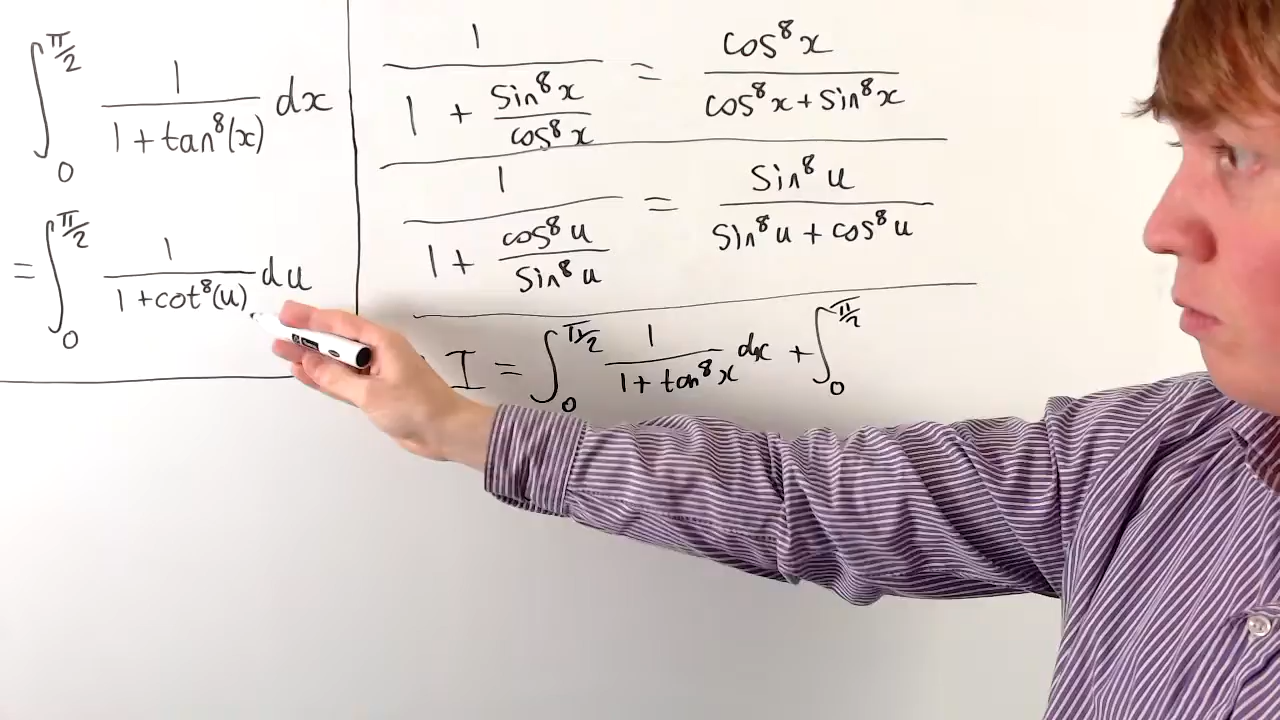 ∫₀^{π/2} 1/(1 + tan⁸(x)) dx
= ∫₀^{π/2} 1/(1 + cot⁸(u)) du
1/(1 + sin⁸x/cos⁸x) = cos⁸x/(cos⁸x + sin⁸x)
1/(1 + cos⁸u/sin⁸u) = sin⁸u/(sin⁸u + cos⁸u)
I = ∫₀^{π/2} 1/(1 + tan⁸x) dx + ∫₀^{π/2}